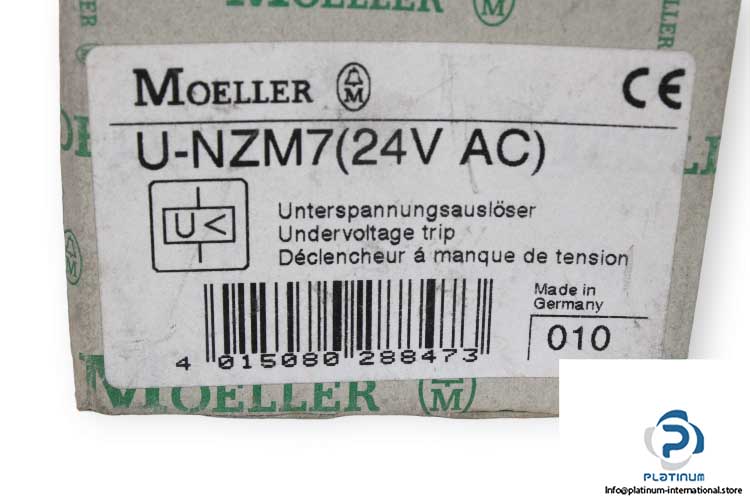 MOELLER
MOELLER
CE
U-NZM7(24V AC)
U<
Unterspannungsauslöser
Undervoltage trip
Déclencheur á manque de tension
Made in
Germany
4 015080 288473
010
MOELLER
PLATINUM
Info@platinum-international.store